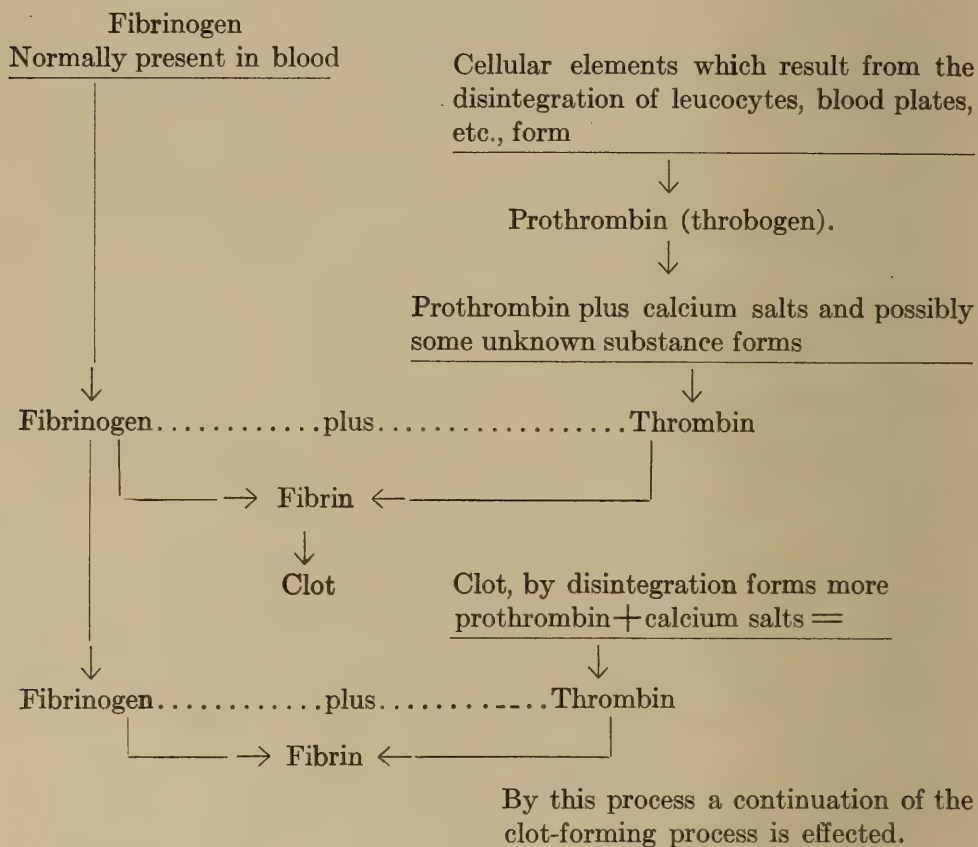 Fibrinogen
Normally present in blood
Cellular elements which result from the
disintegration of leucocytes, blood plates,
etc., form
Prothrombin (throbogen).
Prothrombin plus calcium salts and possibly
some unknown substance forms
Fibrinogen............plus....................Thrombin
Fibrin
Clot
Clot, by disintegration forms more
prothrombin+calcium salts =
Fibrinogen............plus..............Thrombin
Fibrin
By this process a continuation of the
clot-forming process is effected.